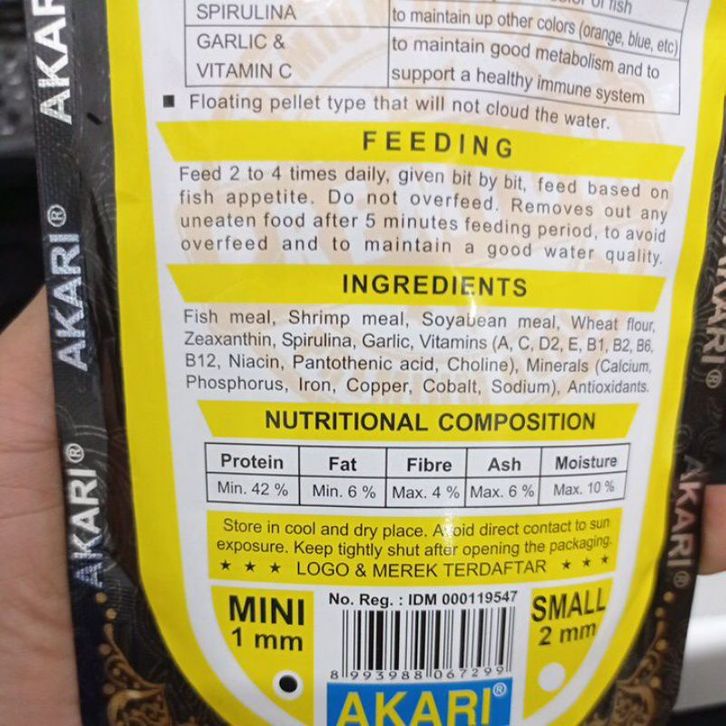 SPIRULINA
to maintain up other colors (orange, blue, etc)
GARLIC &
VITAMIN C
to maintain good metabolism and to
support a healthy immune system
■ Floating pellet type that will not cloud the water.
FEEDING
Feed 2 to 4 times daily, given bit by bit, feed based on
fish appetite. Do not overfeed. Removes out any
uneaten food after 5 minutes feeding period, to avoid
overfeed and to maintain a good water quality.
INGREDIENTS
Fish meal, Shrimp meal, Soyabean meal, Wheat flour,
Zeaxanthin, Spirulina, Garlic, Vitamins (A, C, D2, E, B1, B2, B6,
B12, Niacin, Pantothenic acid, Choline), Minerals (Calcium,
Phosphorus, Iron, Copper, Cobalt, Sodium), Antioxidants.
NUTRITIONAL COMPOSITION
Protein Fat Fibre Ash Moisture
Min. 42 % Min. 6 % Max. 4 % Max. 6 % Max. 10 %
Store in cool and dry place. Avoid direct contact to sun
exposure. Keep tightly shut after opening the packaging.
★ ★ ★ LOGO & MEREK TERDAFTAR ★ ★ ★
MINI
1 mm
No. Reg. : IDM 000119547
8 993988 067299
SMALL
2 mm
AKARI®
AKARI®
AKARI®
AKARI®